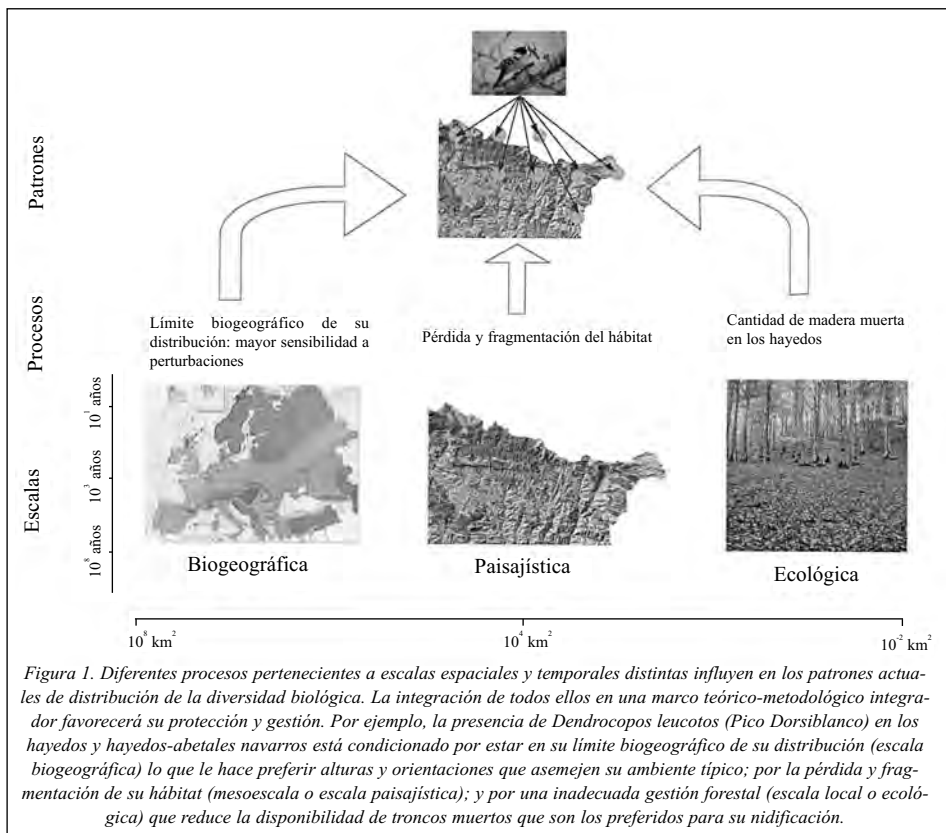 Patrones
Procesos
Límite biogeográfico de su
distribución: mayor sensibilidad a
perturbaciones
Pérdida y fragmentación del hábitat
Cantidad de madera muerta
en los hayedos
Escalas
10¹ años
10³ años
10⁸ años
Biogeográfica
Paisajística
Ecológica
10⁸ km²
10⁴ km²
10⁻² km²
Figura 1. Diferentes procesos pertenecientes a escalas espaciales y temporales distintas influyen en los patrones actua-
les de distribución de la diversidad biológica. La integración de todos ellos en una marco teórico-metodológico integra-
dor favorecerá su protección y gestión. Por ejemplo, la presencia de Dendrocopos leucotos (Pico Dorsiblanco) en los
hayedos y hayedos-abetales navarros está condicionado por estar en su límite biogeográfico de su distribución (escala
biogeográfica) lo que le hace preferir alturas y orientaciones que asemejen su ambiente típico; por la pérdida y frag-
mentación de su hábitat (mesoescala o escala paisajística); y por una inadecuada gestión forestal (escala local o ecoló-
gica) que reduce la disponibilidad de troncos muertos que son los preferidos para su nidificación.